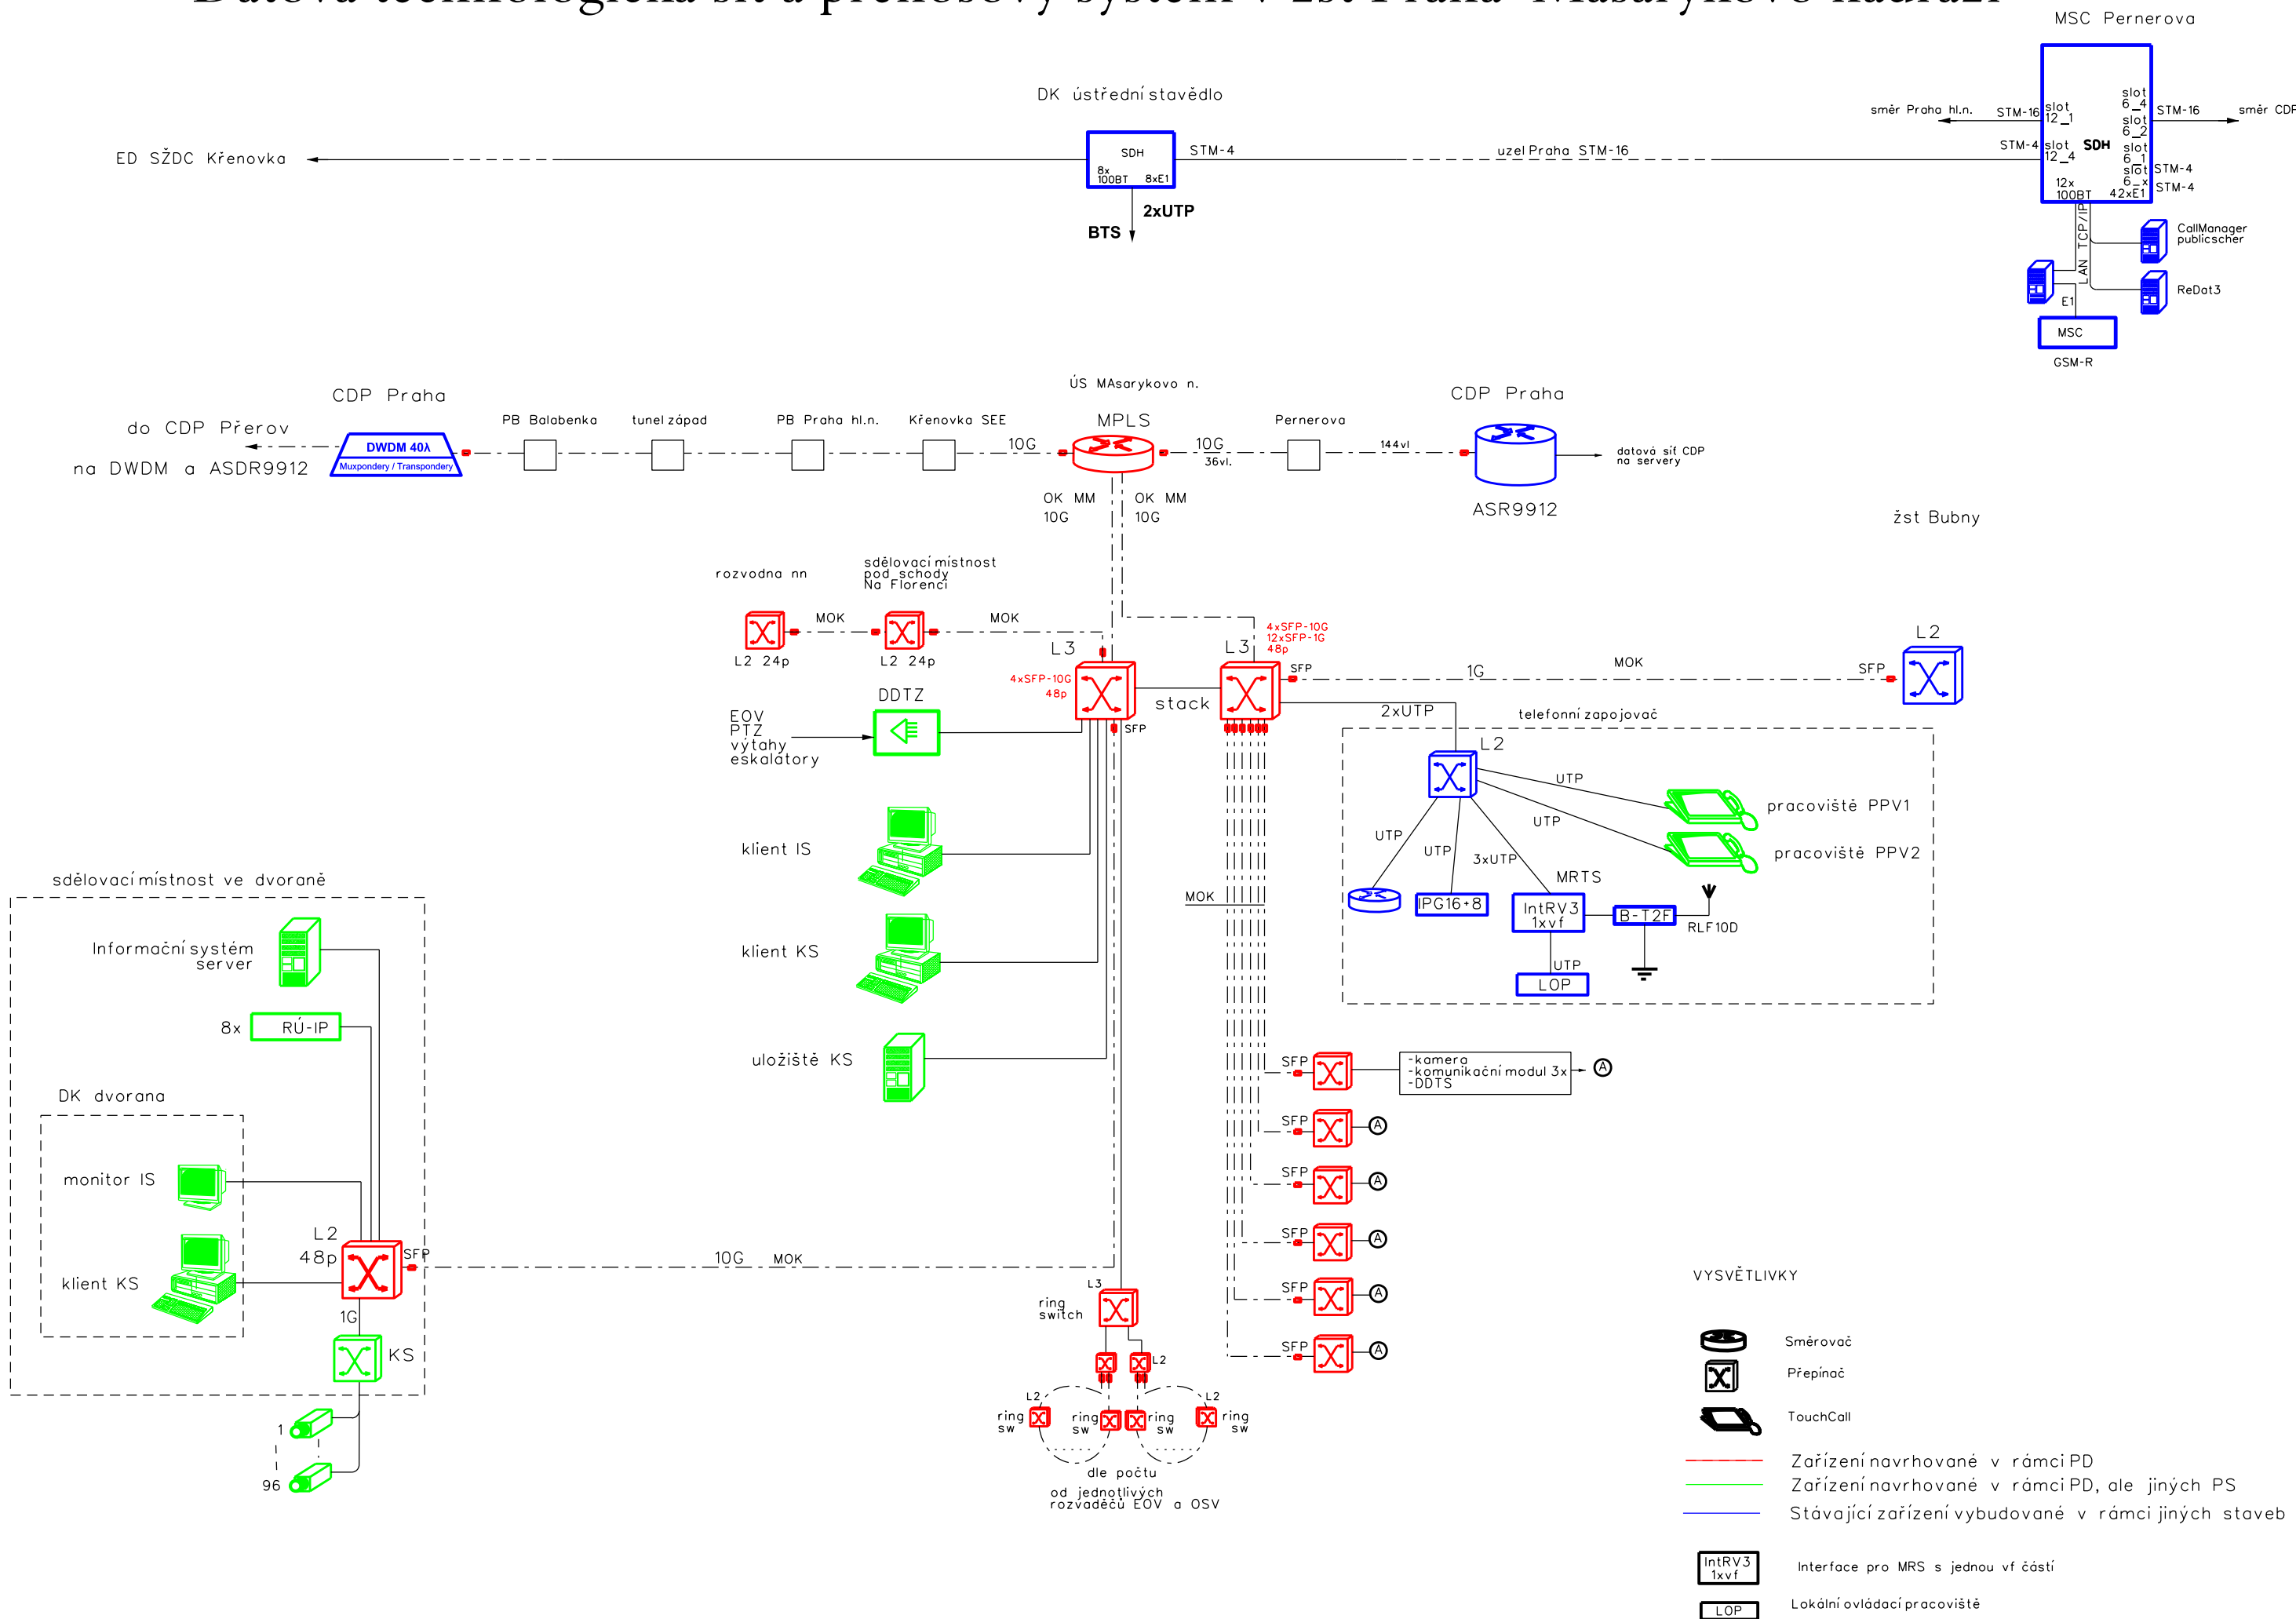 Datová technologická síť a přenosový systém v žst Praha Masarykovo nádraží
MSC Pernerova
DK ústřední stavědlo
ED SŽDC Křenovka
SDH
8x
100BT
8xE1
STM-4
uzel Praha STM-16
2xUTP
BTS
směr Praha hl.n.
STM-16
slot
12_1
STM-4
slot
12_4
SDH
slot
6_4
slot
6_2
slot
6_1
slot
6_x
STM-16
směr CDP
STM-4
STM-4
12x
100BT
42xE1
LAN TCP/IP
CallManager
publicscher
ReDat3
E1
MSC
GSM-R
CDP Praha
do CDP Přerov
na DWDM a ASDR9912
DWDM 40λ
Muxpondery / Transpondery
PB Balabenka
tunel západ
PB Praha hl.n.
Křenovka SEE
10G
ÚS MAsarykovo n.
MPLS
10G
36vl.
Pernerova
144vl
CDP Praha
ASR9912
datová síť CDP
na servery
OK MM
10G
OK MM
10G
žst Bubny
rozvodna nn
sdělovací místnost
pod schody
Na Florenci
MOK
MOK
L2 24p
L2 24p
L3
4xSFP-10G
48p
SFP
stack
L3
4xSFP-10G
12xSFP-1G
48p
SFP
1G
MOK
SFP
L2
DDTZ
EOV
PTZ
výtahy
eskalátory
2xUTP
telefonní zapojovač
L2
UTP
UTP
pracoviště PPV1
pracoviště PPV2
UTP
UTP
3xUTP
MRTS
IPG16+8
IntRV3
1xvf
B-T2F
RLF10D
UTP
LOP
klient IS
klient KS
uložiště KS
MOK
sdělovací místnost ve dvoraně
Informační systém
server
8x
RÚ-IP
DK dvorana
monitor IS
klient KS
L2
48p
SFP
10G
MOK
1G
KS
1
96
SFP
-kamera
-komunikační modul 3x
-DDTS
A
SFP
A
SFP
A
SFP
A
SFP
A
SFP
A
L3
ring
switch
L2
L2
ring
sw
ring
sw
ring
sw
L2
ring
sw
dle počtu
od jednotlivých
rozvaděčů EOV a OSV
VYSVĚTLIVKY
Směrovač
Přepínač
TouchCall
Zařízení navrhované v rámci PD
Zařízení navrhované v rámci PD, ale jiných PS
Stávající zařízení vybudované v rámci jiných staveb
IntRV3
1xvf
Interface pro MRS s jednou vf částí
LOP
Lokální ovládací pracoviště